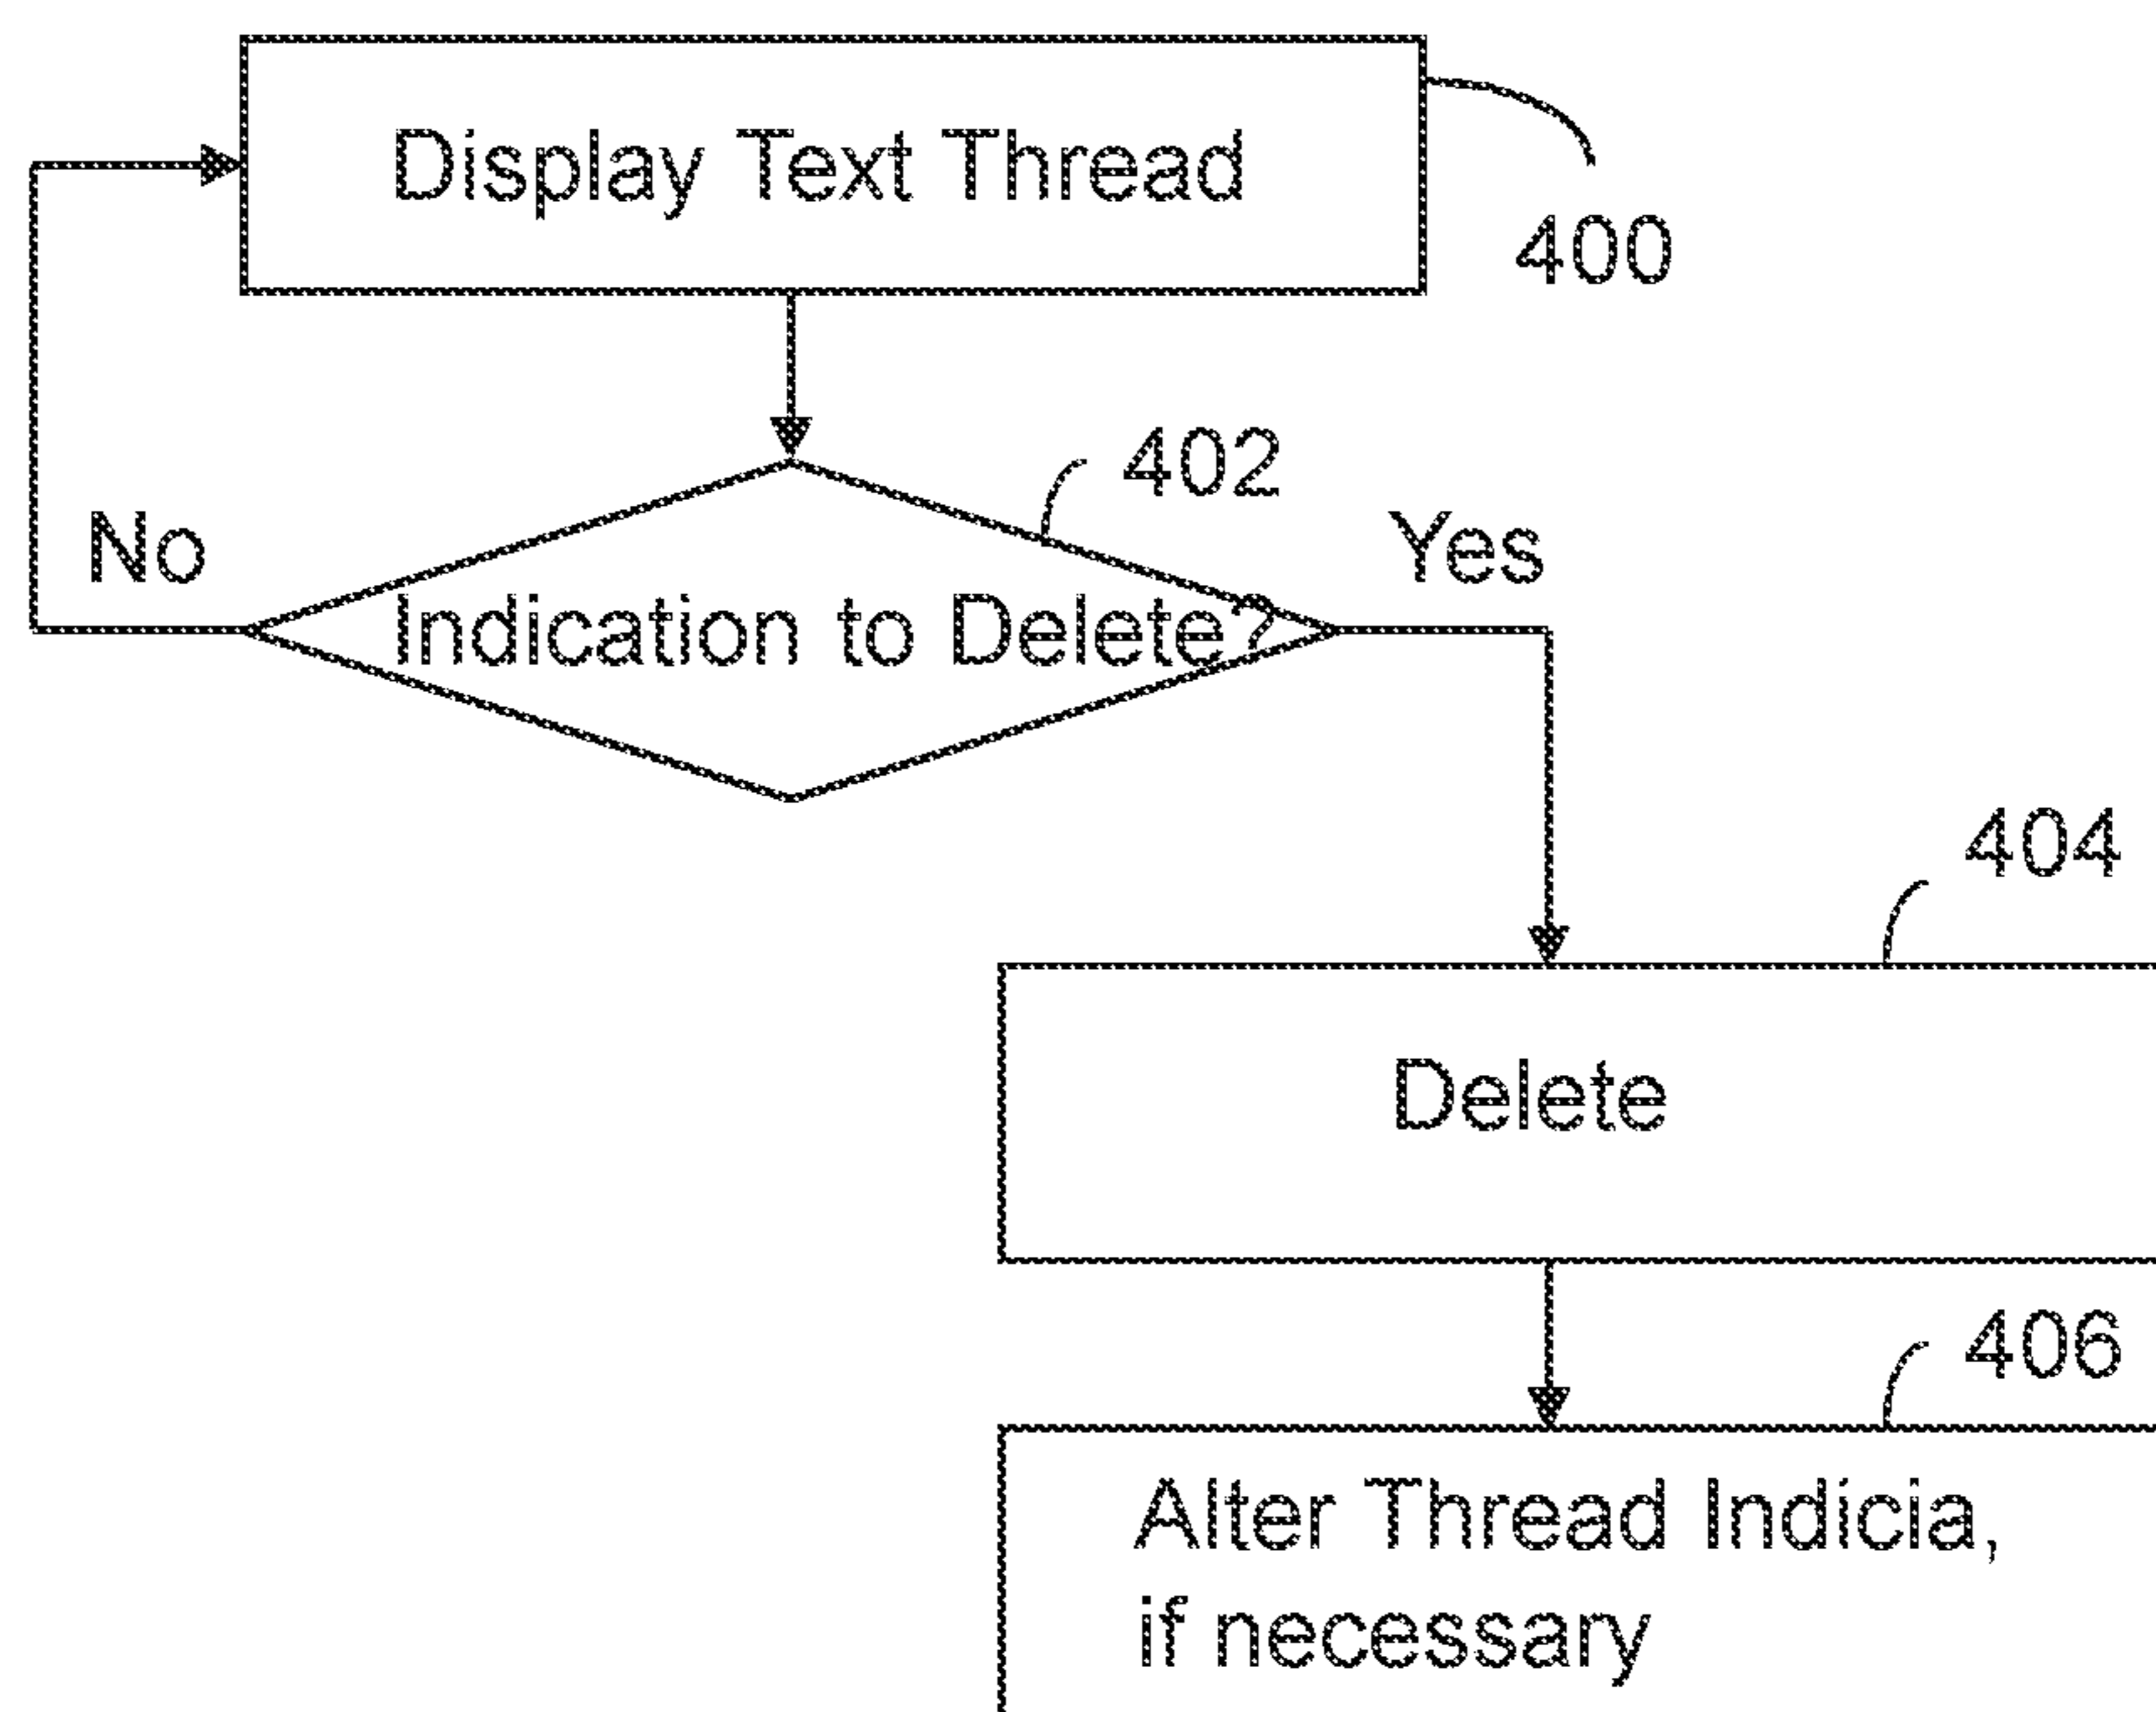 Display Text Thread
400
402
No
Yes
Indication to Delete?
404
Delete
406
Alter Thread Indicia,
if necessary